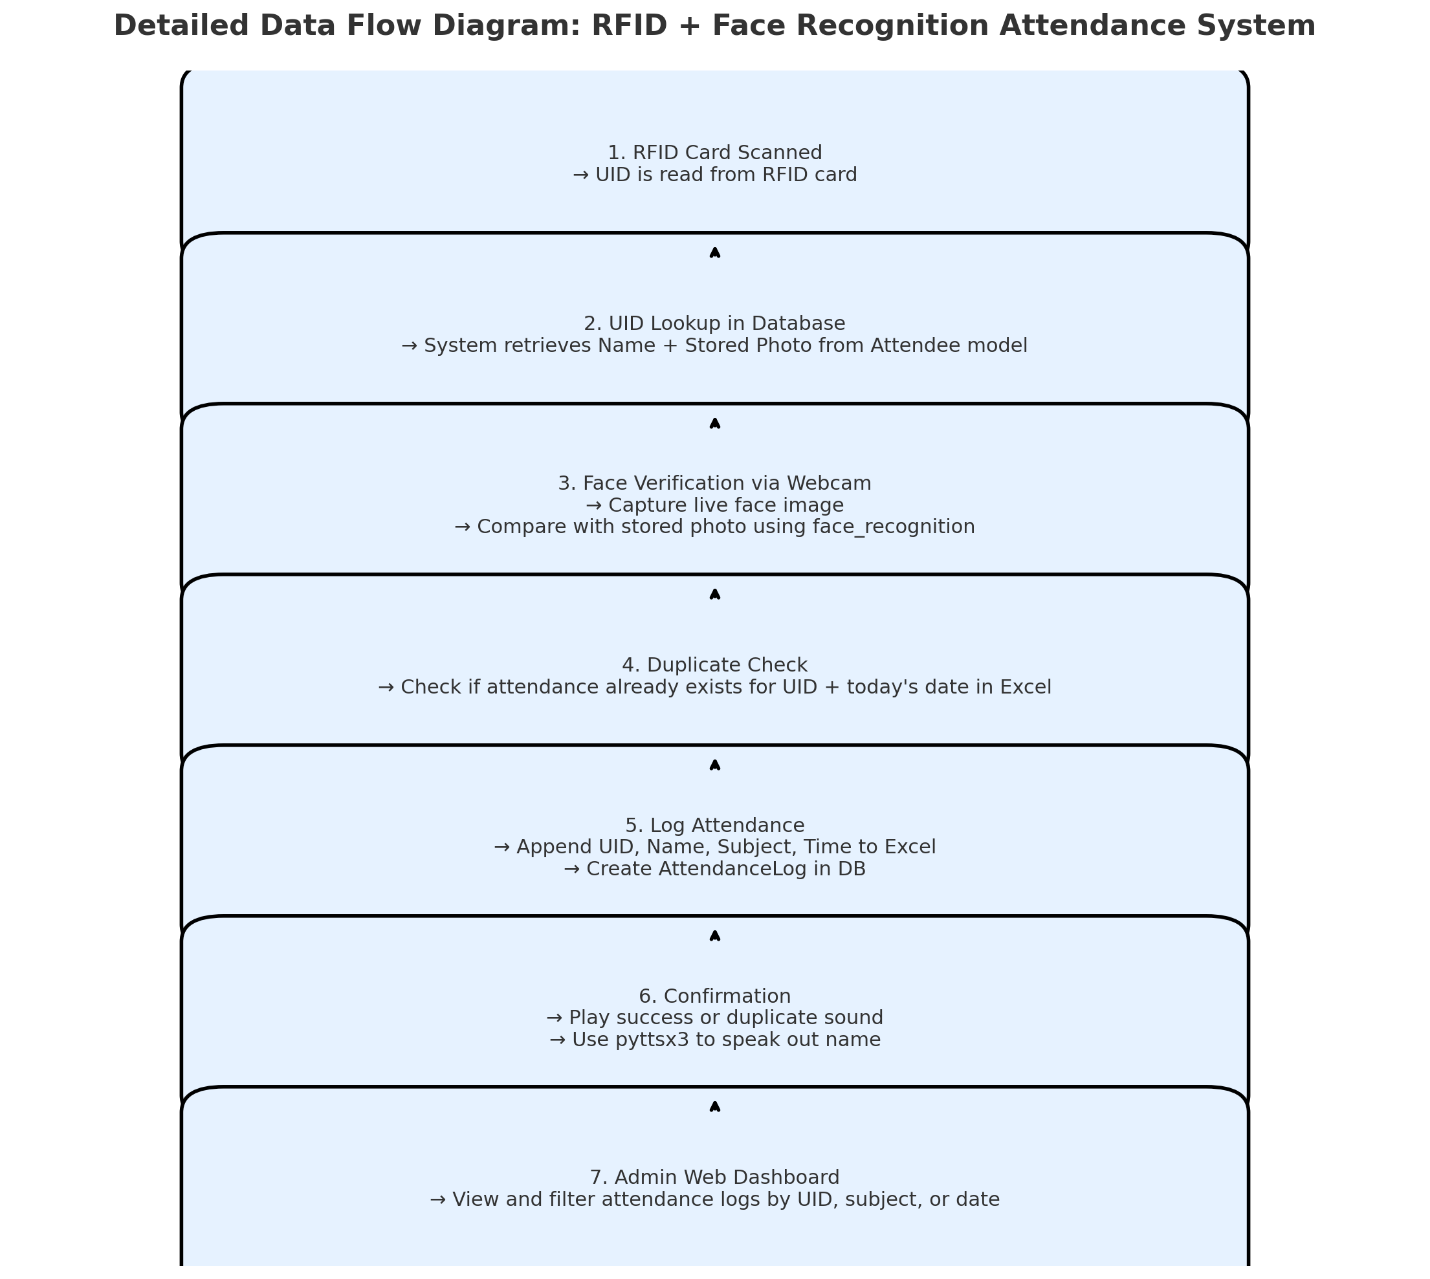 Detailed Data Flow Diagram: RFID + Face Recognition Attendance System
1. RFID Card Scanned
→ UID is read from RFID card
2. UID Lookup in Database
→ System retrieves Name + Stored Photo from Attendee model
3. Face Verification via Webcam
→ Capture live face image
→ Compare with stored photo using face_recognition
4. Duplicate Check
→ Check if attendance already exists for UID + today's date in Excel
5. Log Attendance
→ Append UID, Name, Subject, Time to Excel
→ Create AttendanceLog in DB
6. Confirmation
→ Play success or duplicate sound
→ Use pyttsx3 to speak out name
7. Admin Web Dashboard
→ View and filter attendance logs by UID, subject, or date